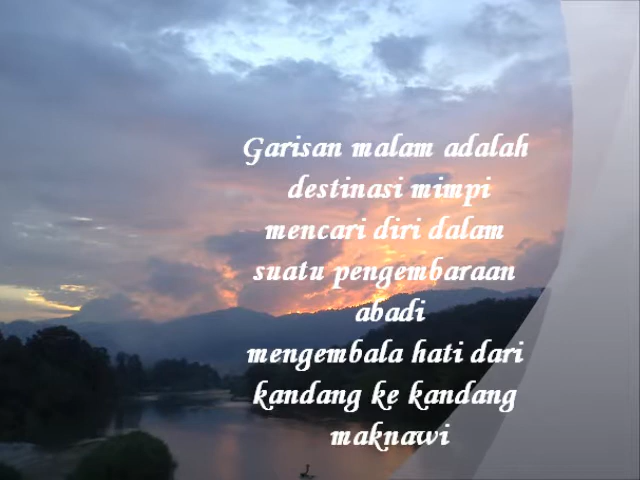 Garisan malam adalah
destinasi mimpi
mencari diri dalam
suatu pengembaraan
abadi
mengembala hati dari
kandang ke kandang
maknawi